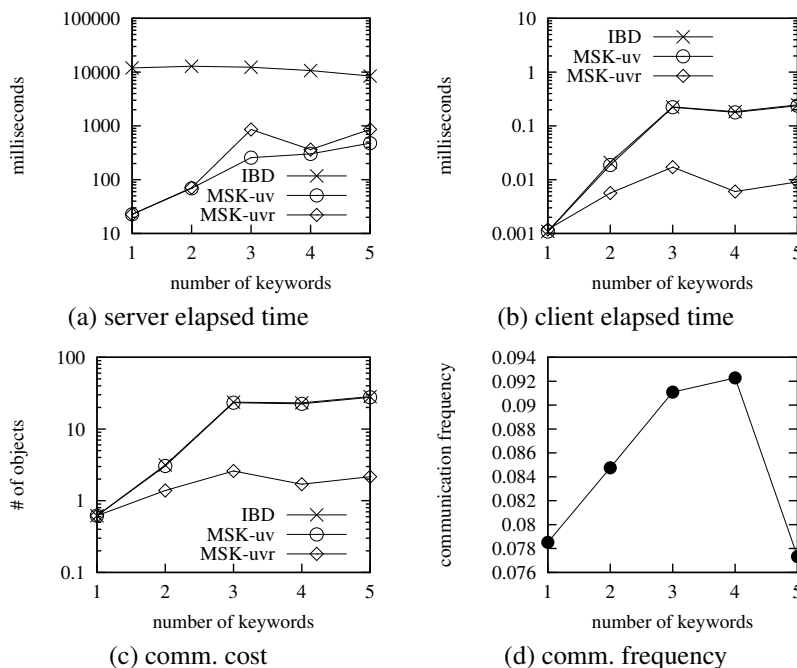 100000
10000
1000
100
10
milliseconds
IBD
MSK-uv
MSK-uvr
1 2 3 4 5
number of keywords
(a) server elapsed time
10
1
0.1
0.01
0.001
milliseconds
IBD
MSK-uv
MSK-uvr
1 2 3 4 5
number of keywords
(b) client elapsed time
100
10
1
0.1
# of objects
IBD
MSK-uv
MSK-uvr
1 2 3 4 5
number of keywords
(c) comm. cost
0.094
0.092
0.09
0.088
0.086
0.084
0.082
0.08
0.078
0.076
communication frequency
1 2 3 4 5
number of keywords
(d) comm. frequency